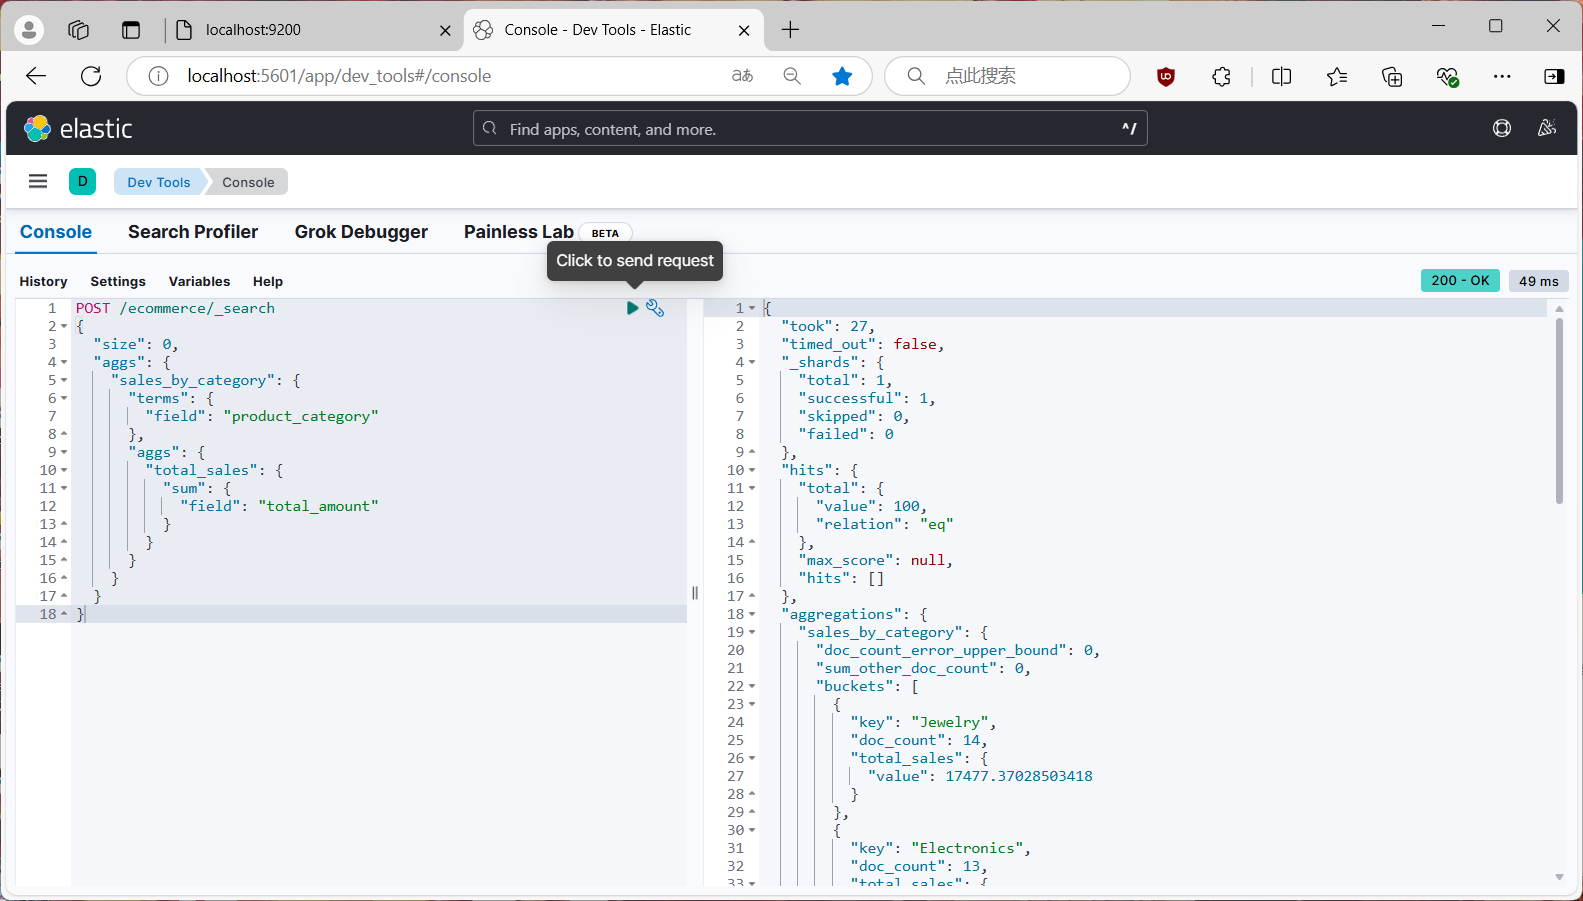 localhost:9200
Console - Dev Tools - Elastic
localhost:5601/app/dev_tools#/console
aあ
点此搜索
elastic
Find apps, content, and more.
^/
D
Dev Tools
Console
Console
Search Profiler
Grok Debugger
Painless Lab
BETA
Click to send request
History
Settings
Variables
Help
200 - OK
49 ms
1 POST /ecommerce/_search
2 {
3 "size": 0,
4 "aggs": {
5 "sales_by_category": {
6 "terms": {
7 "field": "product_category"
8 },
9 "aggs": {
10 "total_sales": {
11 "sum": {
12 "field": "total_amount"
13 }
14 }
15 }
16 }
17 }
18 }
1 {
2 "took": 27,
3 "timed_out": false,
4 "_shards": {
5 "total": 1,
6 "successful": 1,
7 "skipped": 0,
8 "failed": 0
9 },
10 "hits": {
11 "total": {
12 "value": 100,
13 "relation": "eq"
14 },
15 "max_score": null,
16 "hits": []
17 },
18 "aggregations": {
19 "sales_by_category": {
20 "doc_count_error_upper_bound": 0,
21 "sum_other_doc_count": 0,
22 "buckets": [
23 {
24 "key": "Jewelry",
25 "doc_count": 14,
26 "total_sales": {
27 "value": 17477.37028503418
28 }
29 },
30 {
31 "key": "Electronics",
32 "doc_count": 13,
33 "total_sales": {